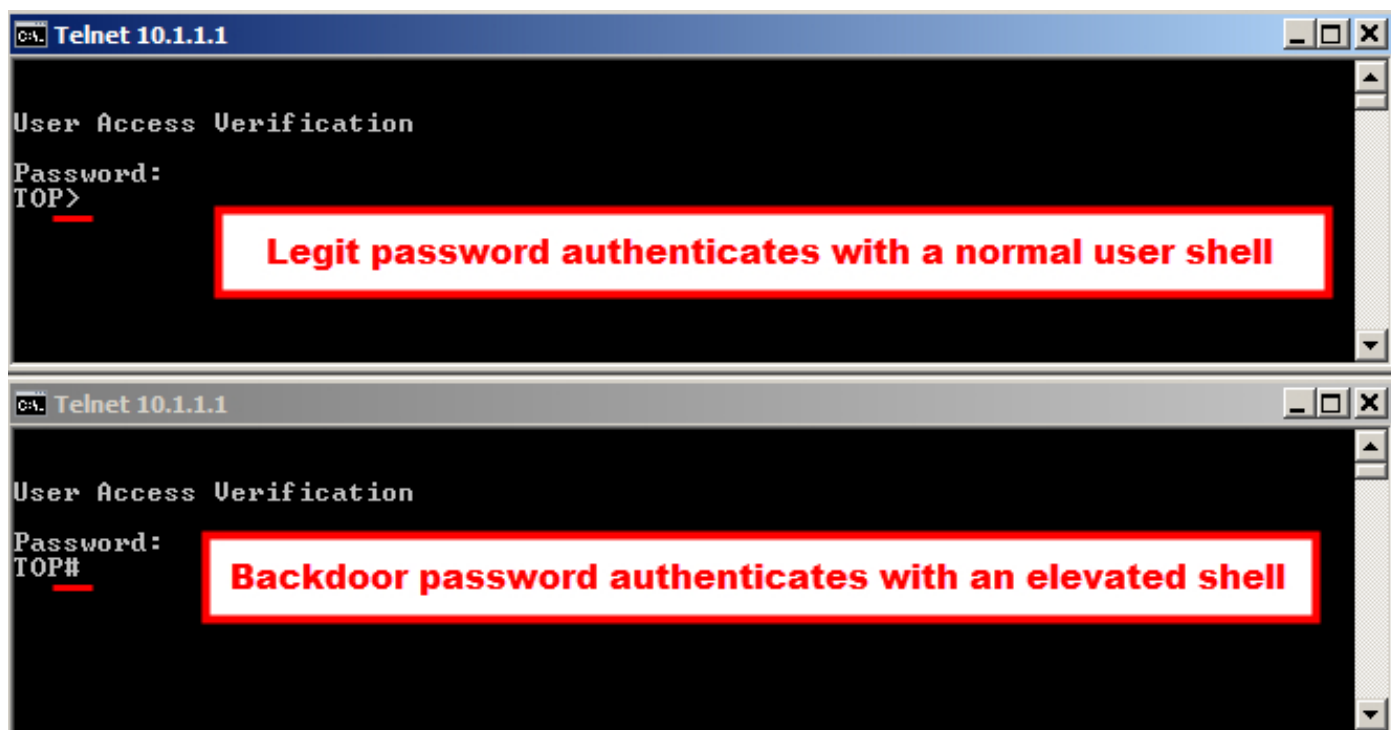 Telnet 10.1.1.1
User Access Verification
Password:
TOP>
Legit password authenticates with a normal user shell
Telnet 10.1.1.1
User Access Verification
Password:
TOP#
Backdoor password authenticates with an elevated shell